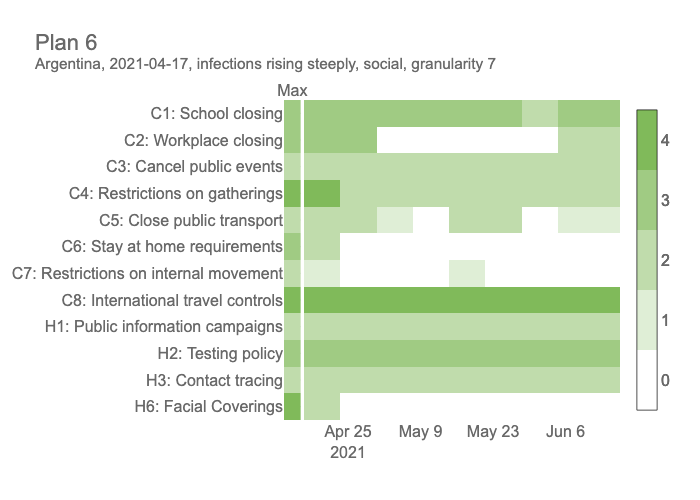 Plan 6
Argentina, 2021-04-17, infections rising steeply, social, granularity 7
Max
C1: School closing
C2: Workplace closing
C3: Cancel public events
C4: Restrictions on gatherings
C5: Close public transport
C6: Stay at home requirements
C7: Restrictions on internal movement
C8: International travel controls
H1: Public information campaigns
H2: Testing policy
H3: Contact tracing
H6: Facial Coverings
4
3
2
1
0
Apr 25 May 9 May 23 Jun 6
2021